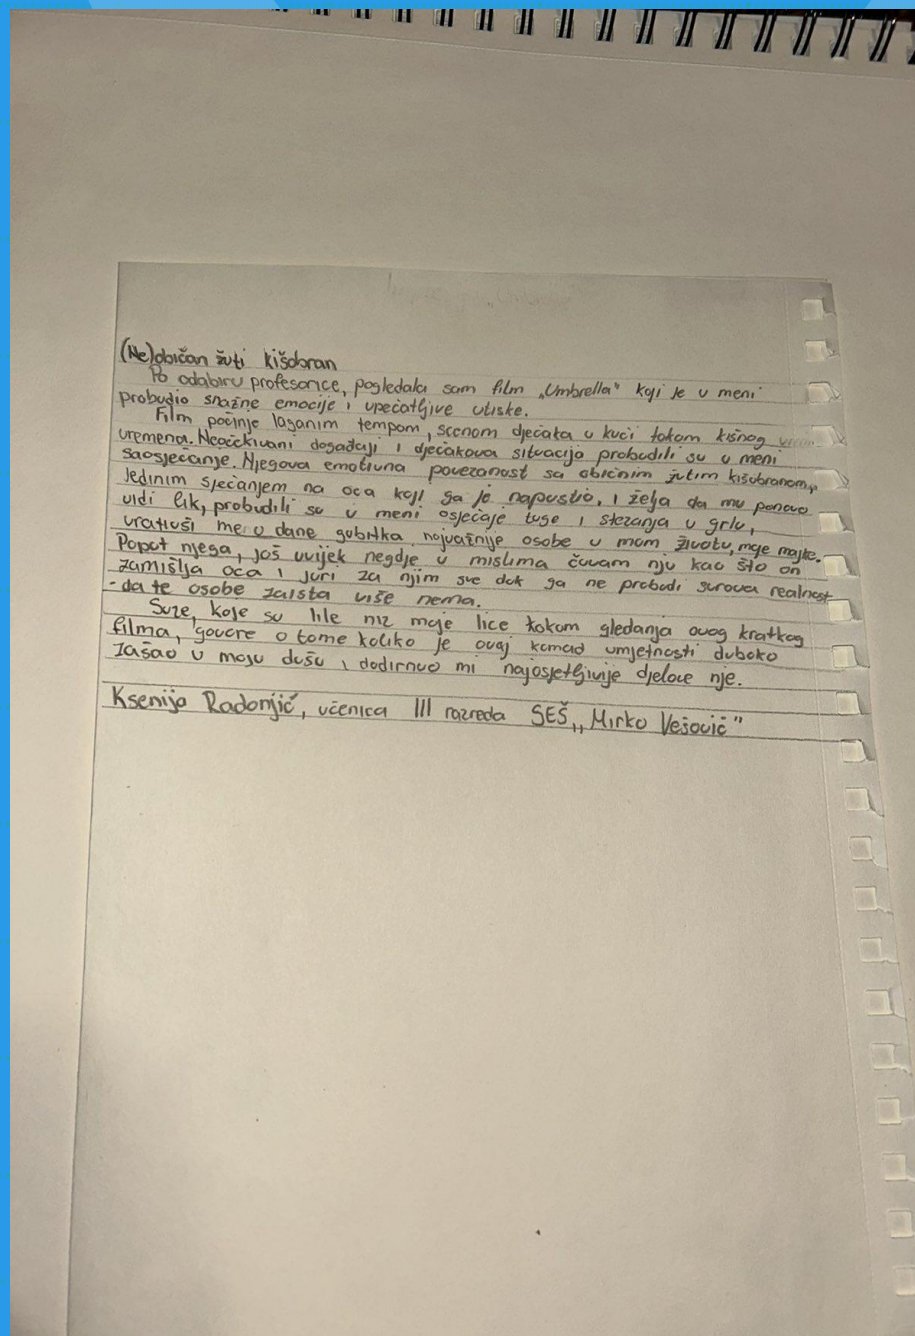 (Ne)običan žuti kišobran
Po odabiru profesorice, pogledala sam film „Umbrella" koji je u meni
probudio snažne emocije i upečatljive utiske.
Film počinje laganim tempom, scenom dječaka u kući tokom kišnog
vremena. Neočekivani događaji i dječakova situacija probudili su u meni
saosjećanje. Njegova emotivna povezanost sa običnim žutim kišobranom,
jedinim sjećanjem na oca koji ga je napustio, i želja da mu ponovo
vidi lik, probudili su u meni osjećaje tuge i stezanja u grlu,
vrativši me u dane gubitka najvažnije osobe u mom životu, moje majke.
Poput njega, još uvijek negdje u mislima čuvam nju kao što on
zamišlja oca i juri za njim sve dok ga ne probudi surova realnost
- da te osobe zaista više nema.
Suze, koje su lile niz moje lice tokom gledanja ovog kratkog
filma, govore o tome koliko je ovaj komad umjetnosti duboko
zašao u moju dušu i dodirnuo mi najosjetljivije djelove nje.
Ksenija Radonjić, učenica III razreda SEŠ „Mirko Vešović"